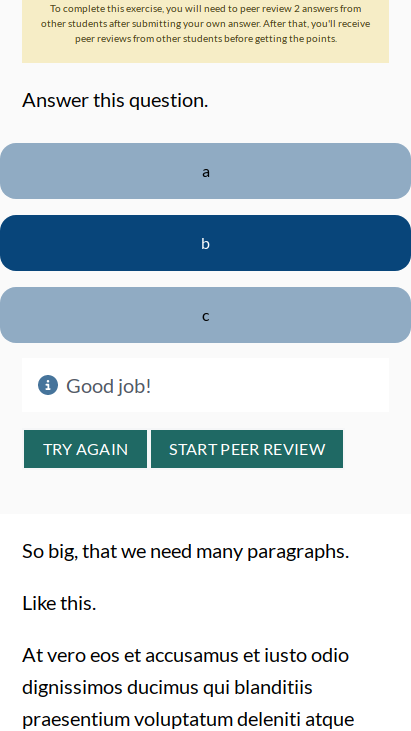 To complete this exercise, you will need to peer review 2 answers from
other students after submitting your own answer. After that, you'll receive
peer reviews from other students before getting the points.
Answer this question.
a
b
c
Good job!
TRY AGAIN START PEER REVIEW
So big, that we need many paragraphs.
Like this.
At vero eos et accusamus et iusto odio
dignissimos ducimus qui blanditiis
praesentium voluptatum deleniti atque